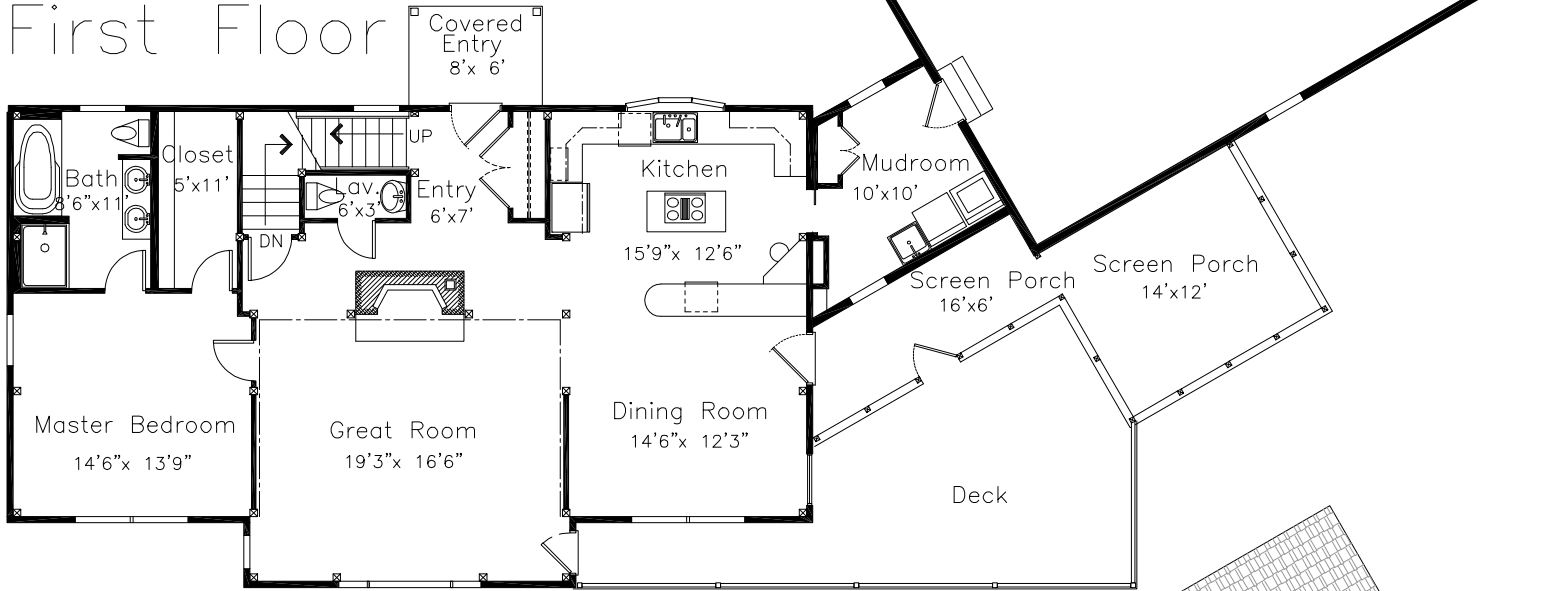 First Floor
Covered
Entry
8'x 6'
UP
Closet
5'x11'
Bath
8'6"x11'
Lav.
6'x3'
Entry
6'x7'
DN
Kitchen
15'9"x 12'6"
Mudroom
10'x10'
Screen Porch
16'x6'
Screen Porch
14'x12'
Master Bedroom
14'6"x 13'9"
Great Room
19'3"x 16'6"
Dining Room
14'6"x 12'3"
Deck